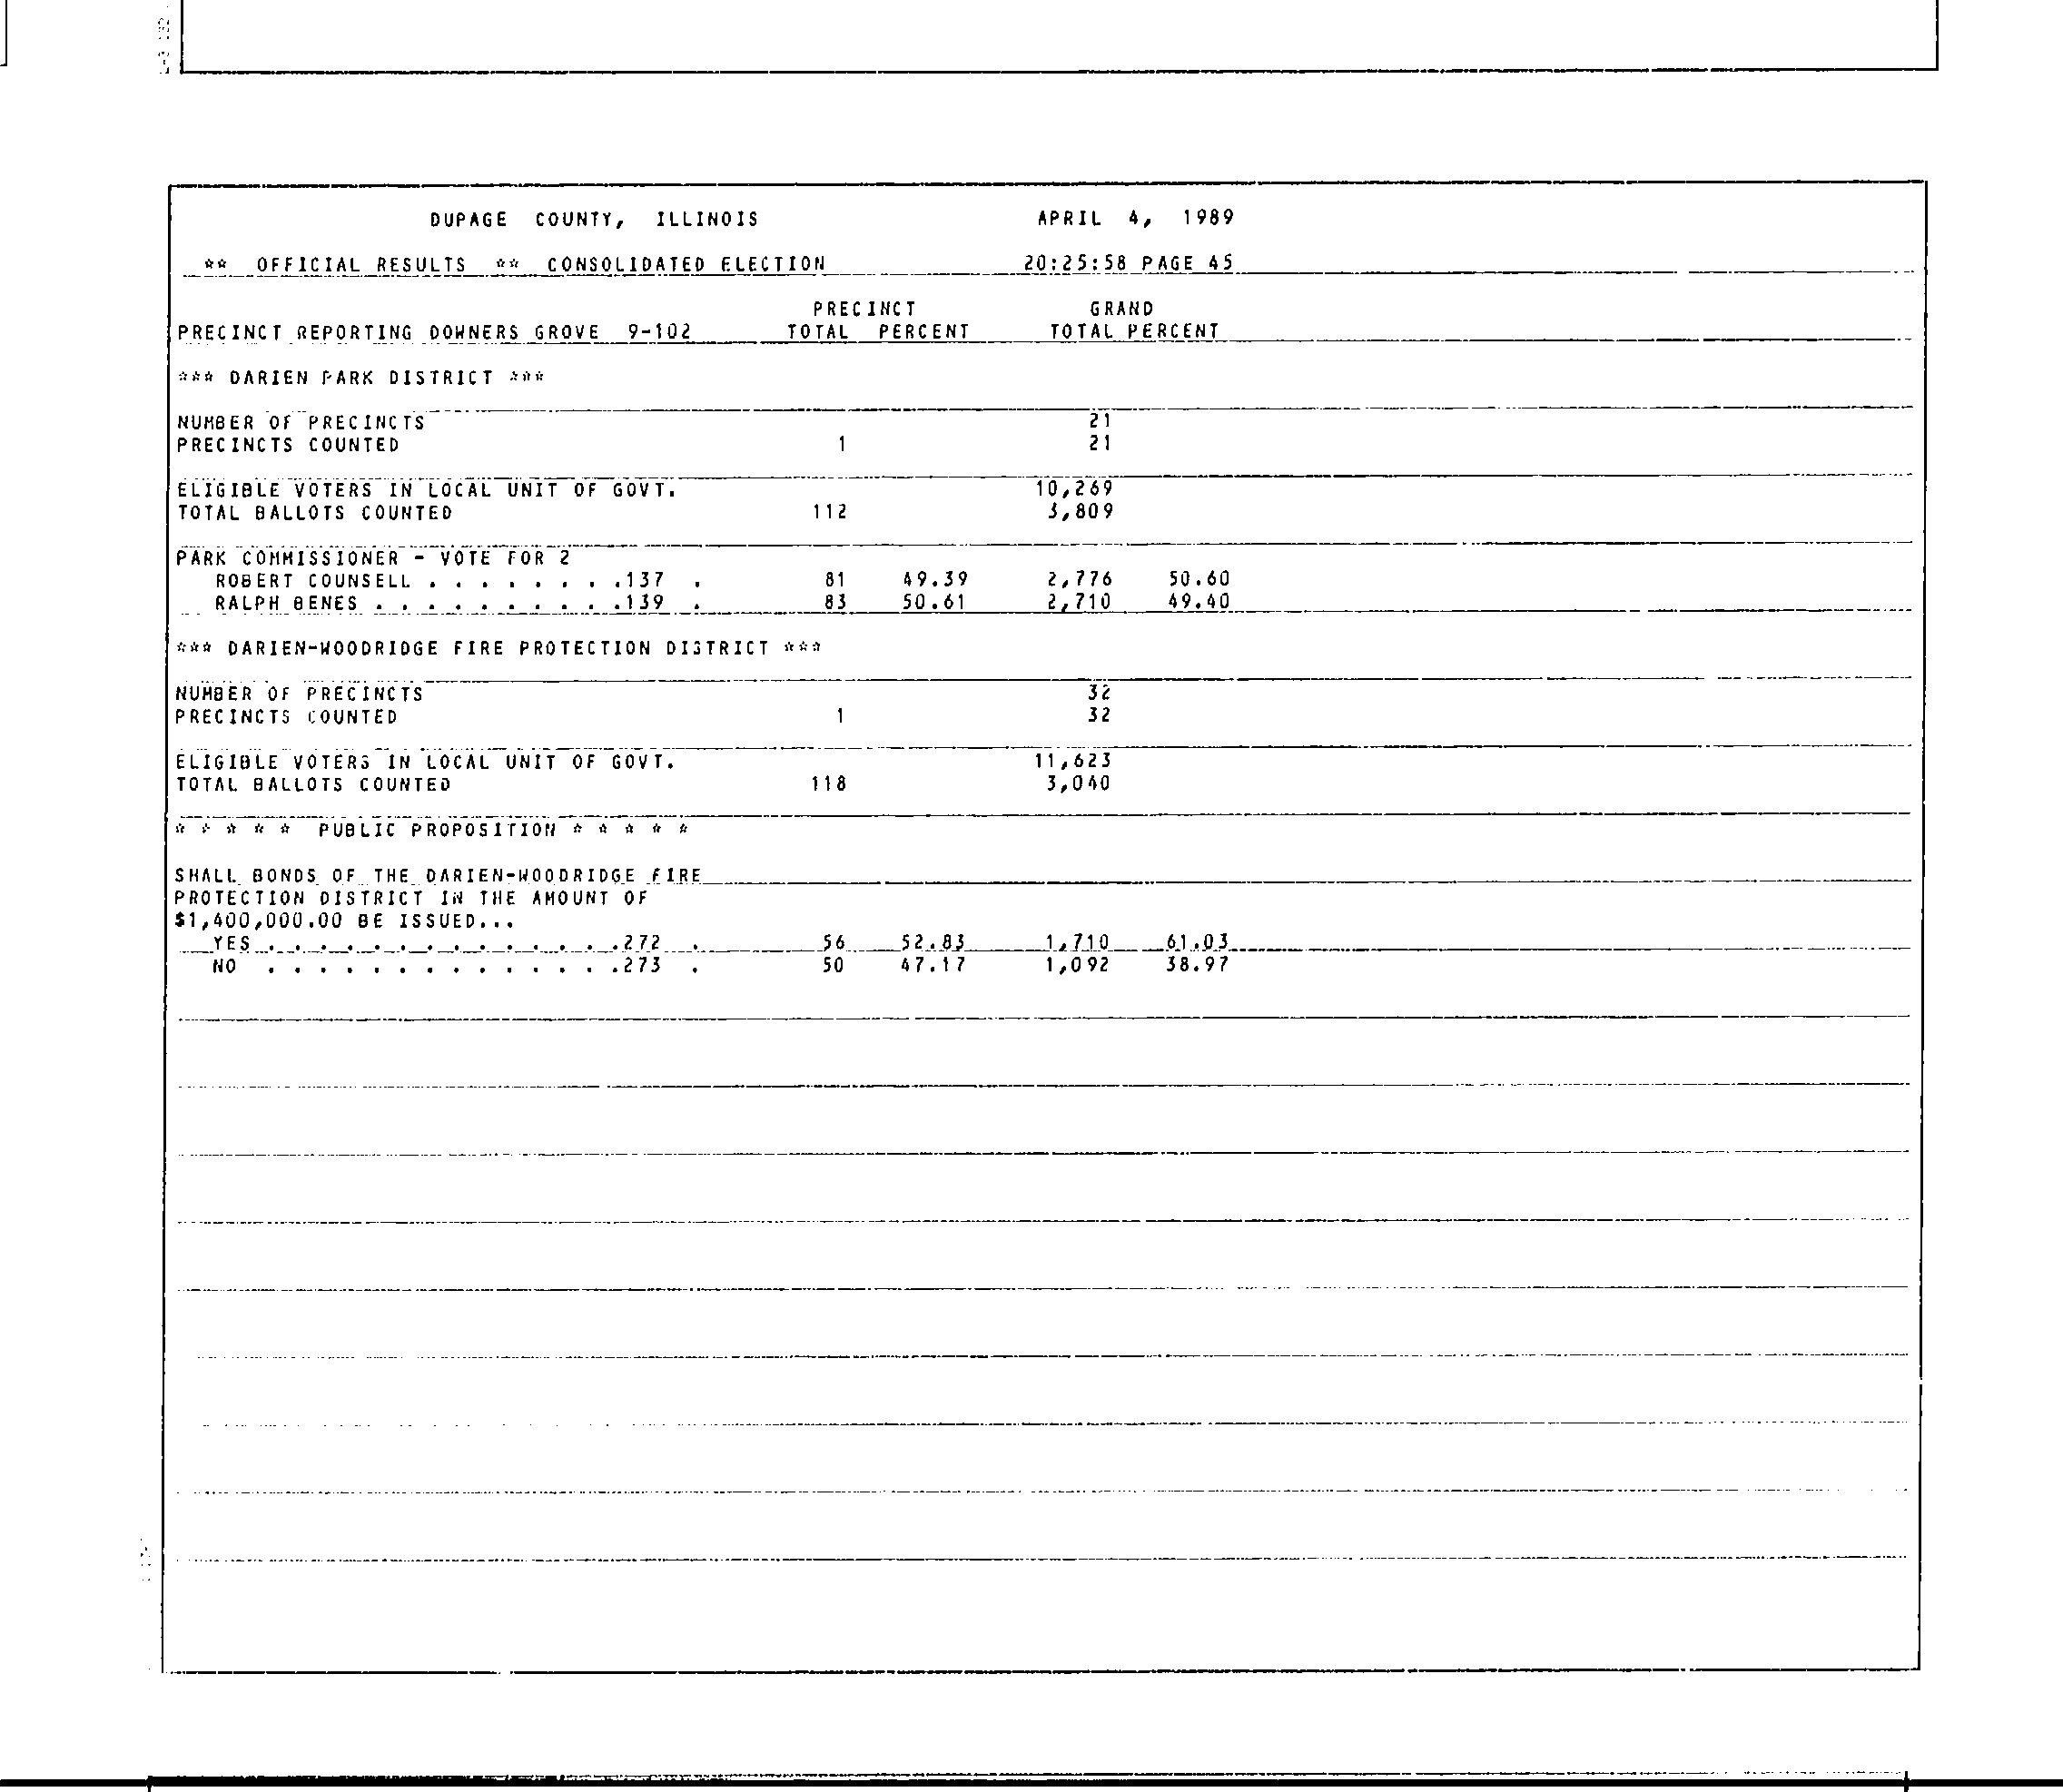 DUPAGE COUNTY, ILLINOIS APRIL 4, 1989
** OFFICIAL RESULTS ** CONSOLIDATED ELECTION 20:25:58 PAGE 45
PRECINCT GRAND
PRECINCT REPORTING DOWNERS GROVE 9-102 TOTAL PERCENT TOTAL PERCENT
*** DARIEN PARK DISTRICT ***
NUMBER OF PRECINCTS 21
PRECINCTS COUNTED 1 21
ELIGIBLE VOTERS IN LOCAL UNIT OF GOVT. 10,269
TOTAL BALLOTS COUNTED 112 3,809
PARK COMMISSIONER - VOTE FOR 2
ROBERT COUNSELL . . . . . . . .137 . 81 49.39 2,776 50.60
RALPH BENES . . . . . . . . . .139 . 83 50.61 2,710 49.40
*** DARIEN-WOODRIDGE FIRE PROTECTION DISTRICT ***
NUMBER OF PRECINCTS 32
PRECINCTS COUNTED 1 32
ELIGIBLE VOTERS IN LOCAL UNIT OF GOVT. 11,623
TOTAL BALLOTS COUNTED 118 3,040
* * * * * PUBLIC PROPOSITION * * * * *
SHALL BONDS OF THE DARIEN-WOODRIDGE FIRE
PROTECTION DISTRICT IN THE AMOUNT OF
$1,400,000.00 BE ISSUED...
YES . . . . . . . . . . . . . .272 . 56 52.83 1,710 61.03
NO . . . . . . . . . . . . . .273 . 50 47.17 1,092 38.97